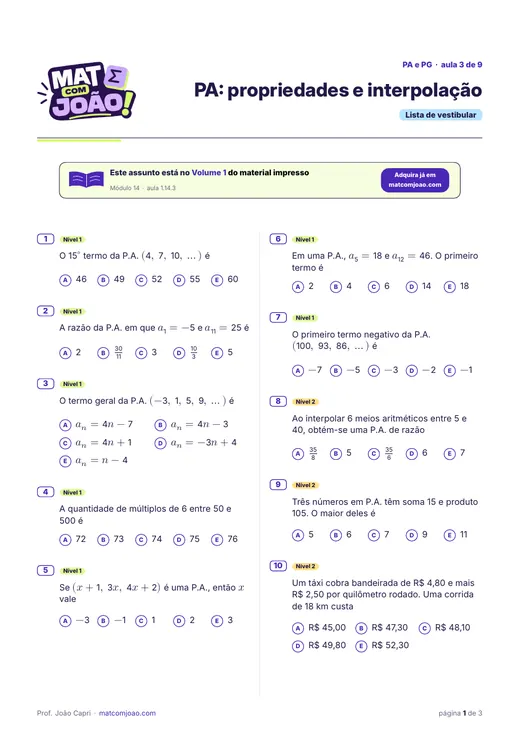 MAT Σ
COM
JOÃO!
PA e PG · aula 3 de 9
PA: propriedades e interpolação
Lista de vestibular
Este assunto está no Volume 1 do material impresso
Módulo 14 · aula 1.14.3
Adquira já em
matcomjoao.com
1 Nível 1
O 15° termo da P.A. (4, 7, 10, ...) é
A 46 B 49 C 52 D 55 E 60
2 Nível 1
A razão da P.A. em que a₁ = −5 e a₁₁ = 25 é
A 2 B 30/11 C 3 D 10/3 E 5
3 Nível 1
O termo geral da P.A. (−3, 1, 5, 9, ...) é
A aₙ = 4n − 7 B aₙ = 4n − 3
C aₙ = 4n + 1 D aₙ = −3n + 4
E aₙ = n − 4
4 Nível 1
A quantidade de múltiplos de 6 entre 50 e
500 é
A 72 B 73 C 74 D 75 E 76
5 Nível 1
Se (x + 1, 3x, 4x + 2) é uma P.A., então x
vale
A −3 B −1 C 1 D 2 E 3
6 Nível 1
Em uma P.A., a₅ = 18 e a₁₂ = 46. O primeiro
termo é
A 2 B 4 C 6 D 14 E 18
7 Nível 1
O primeiro termo negativo da P.A.
(100, 93, 86, ...) é
A −7 B −5 C −3 D −2 E −1
8 Nível 2
Ao interpolar 6 meios aritméticos entre 5 e
40, obtém-se uma P.A. de razão
A 35/8 B 5 C 35/6 D 6 E 7
9 Nível 2
Três números em P.A. têm soma 15 e produto
105. O maior deles é
A 5 B 6 C 7 D 9 E 11
10 Nível 2
Um táxi cobra bandeirada de R$ 4,80 e mais
R$ 2,50 por quilômetro rodado. Uma corrida
de 18 km custa
A R$ 45,00 B R$ 47,30 C R$ 48,10
D R$ 49,80 E R$ 52,30
Prof. João Capri · matcomjoao.com
página 1 de 3